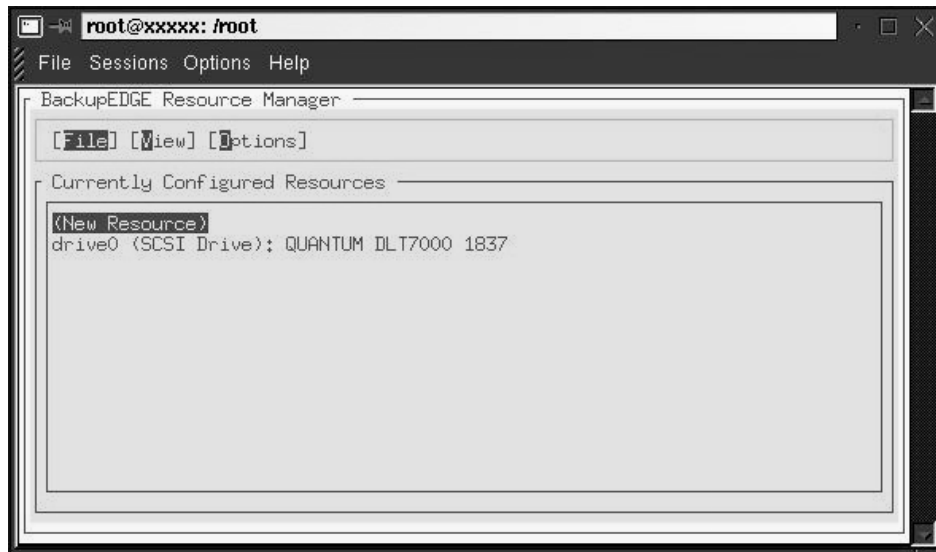 root@xxxxx: /root
File Sessions Options Help
BackupEDGE Resource Manager
[File] [View] [Options]
Currently Configured Resources
(New Resource)
drive0 (SCSI Drive): QUANTUM DLT7000 1837